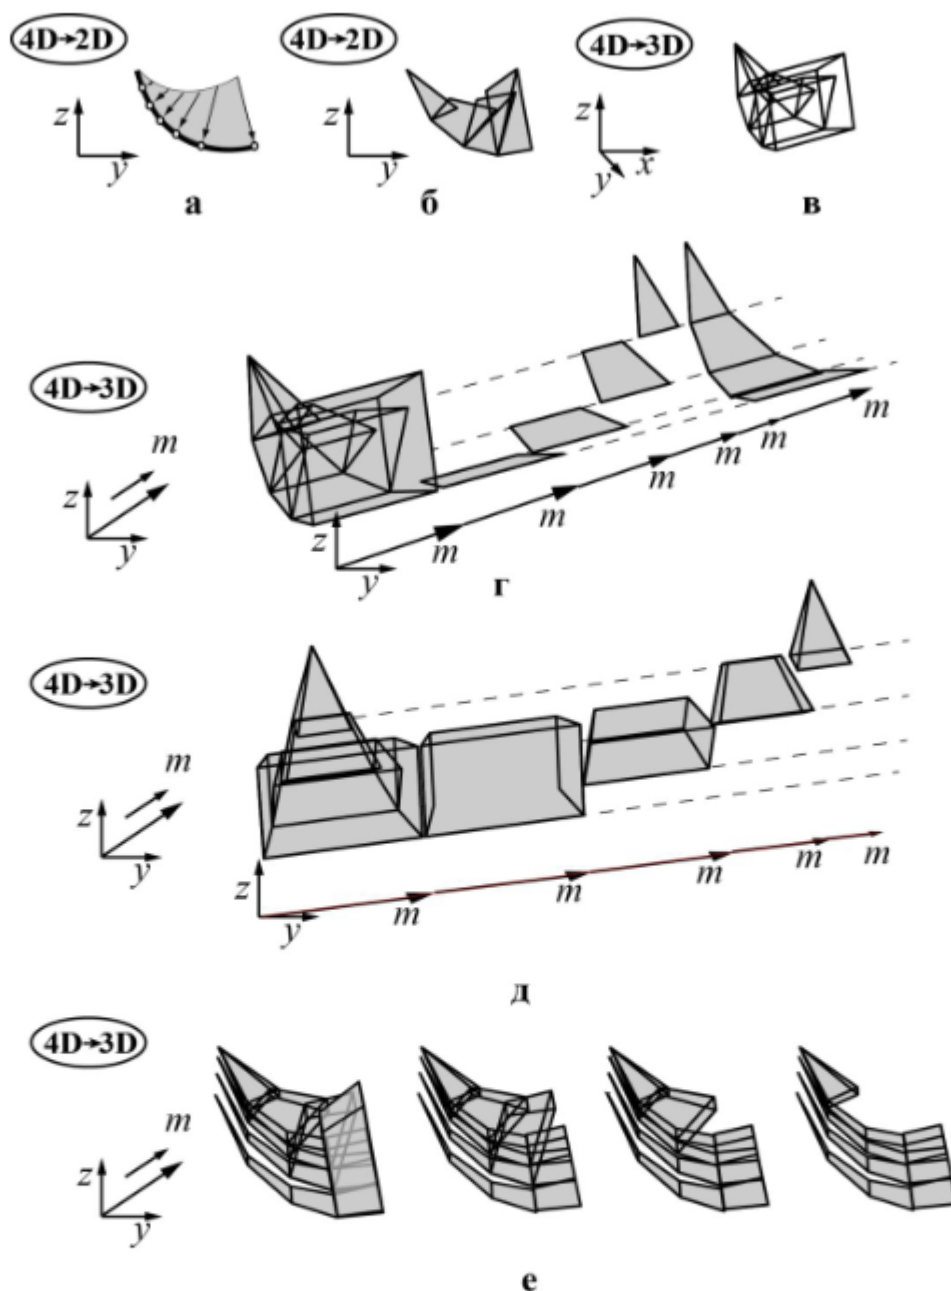 4D→2D 4D→2D 4D→3D
z z z
y y y x
а б в
4D→3D
m
z
y
z
y
m m m m m m
г
4D→3D
m
z
y
z
y
m m m m m
д
4D→3D
m
z
y
е